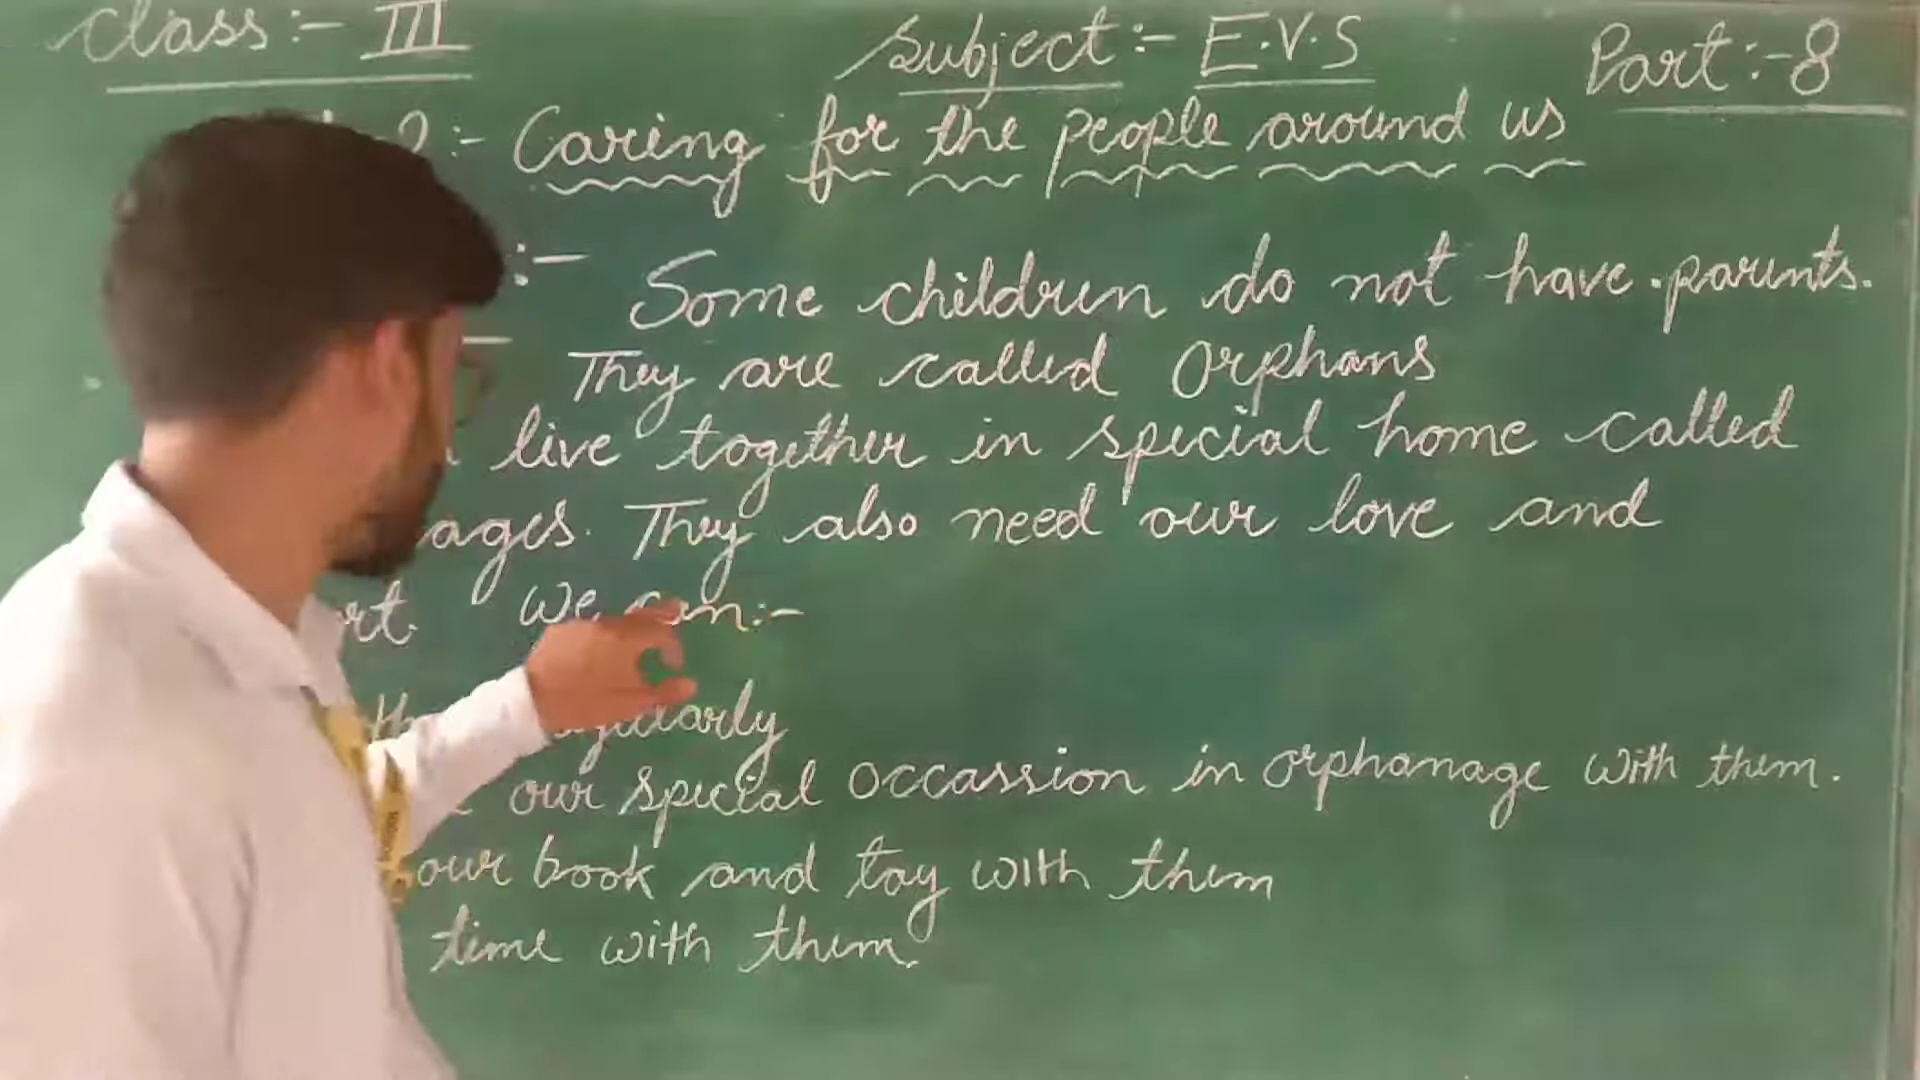 Class :- III Subject :- E.V.S Part :- 8
2 :- Caring for the people around us
:- Some children do not have parents.
They are called Orphans
live together in special home called
ages. They also need our love and
rt. We can :-
regularly
our special occassion in orphanage with them.
our book and toy with them
time with them.